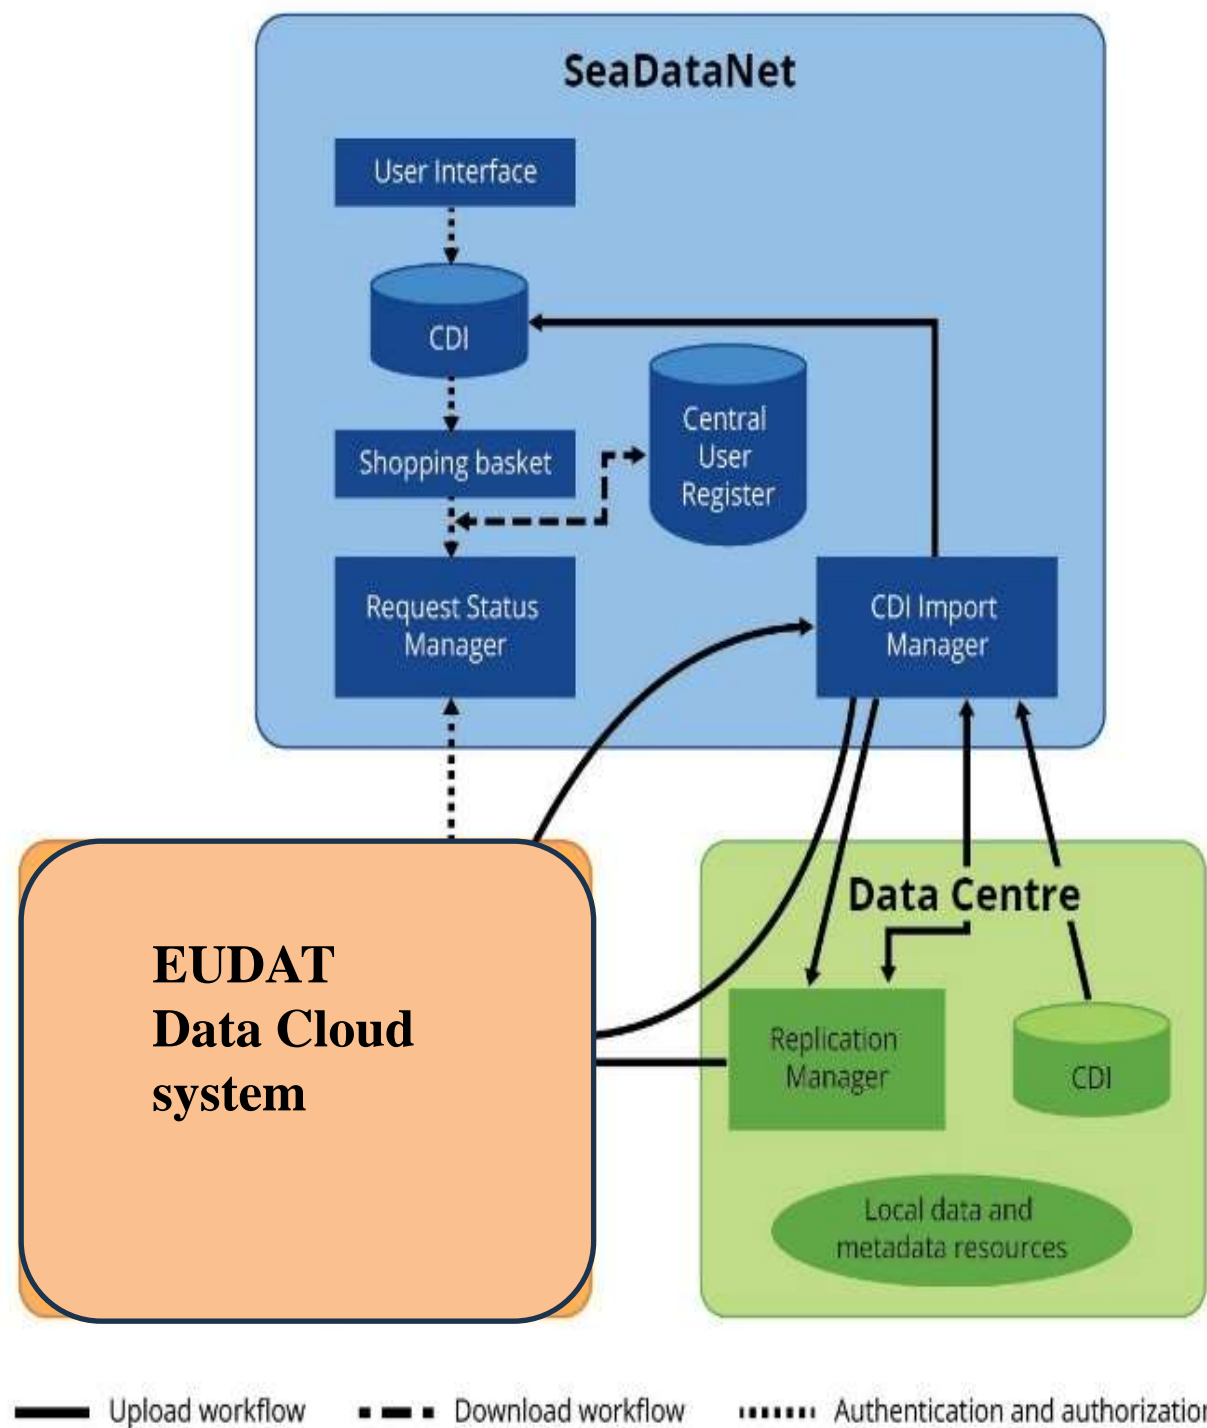 SeaDataNet
User Interface
CDI
Central
User
Register
Shopping basket
Request Status
Manager
CDI Import
Manager
EUDAT
Data Cloud
system
Data Centre
Replication
Manager
CDI
Local data and
metadata resources
Upload workflow
Download workflow
Authentication and authorization